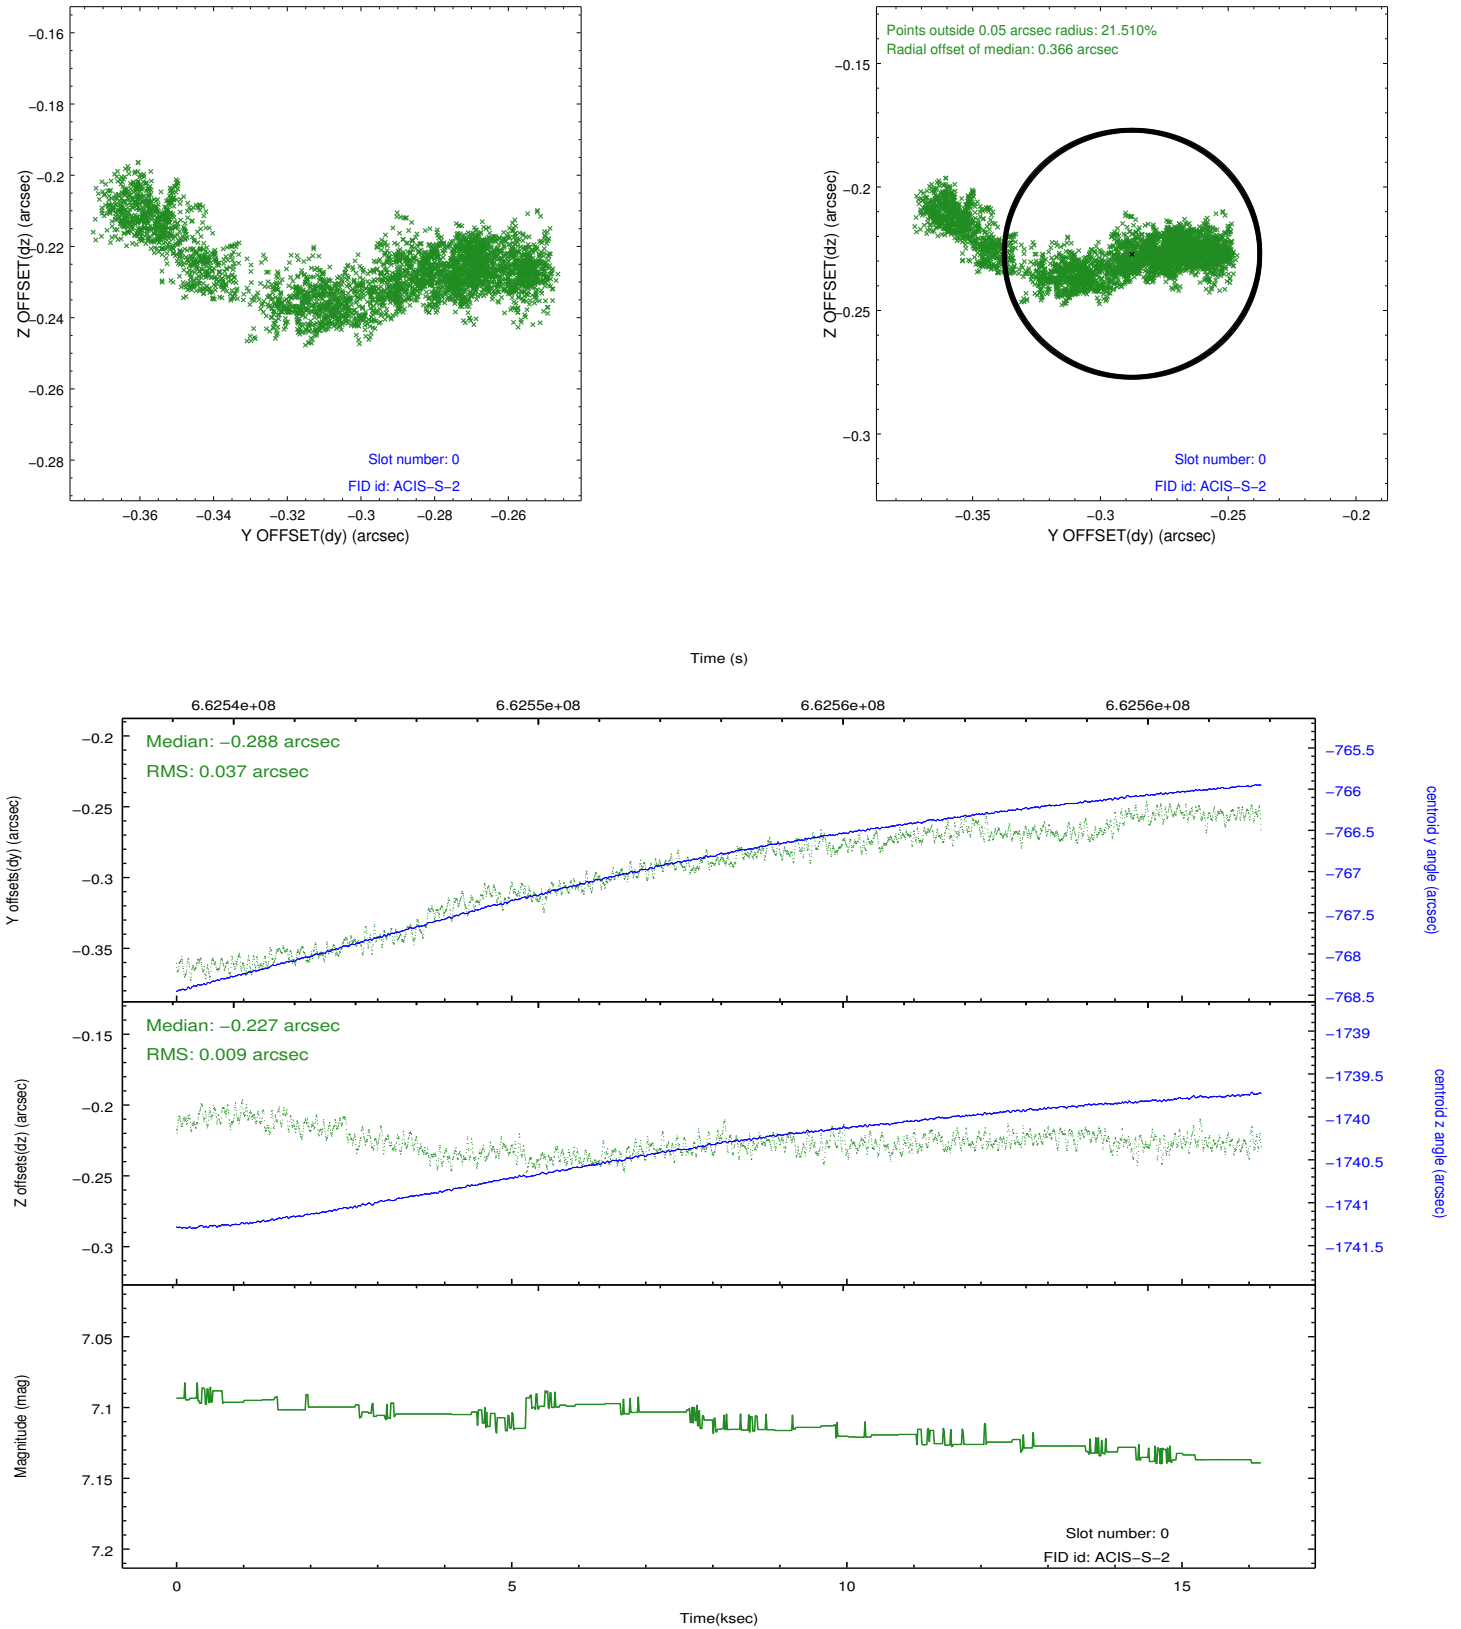 −0.16
−0.18
−0.2
−0.22
−0.24
−0.26
−0.28
Z OFFSET(dz) (arcsec)
Slot number: 0
FID id: ACIS−S−2
−0.36 −0.34 −0.32 −0.3 −0.28 −0.26
Y OFFSET(dy) (arcsec)
Points outside 0.05 arcsec radius: 21.510%
Radial offset of median: 0.366 arcsec
−0.15
−0.2
−0.25
−0.3
Z OFFSET(dz) (arcsec)
Slot number: 0
FID id: ACIS−S−2
−0.35 −0.3 −0.25 −0.2
Y OFFSET(dy) (arcsec)
Time (s)
6.6254e+08 6.6255e+08 6.6256e+08 6.6256e+08
Median: −0.288 arcsec
RMS: 0.037 arcsec
−0.2
−0.25
−0.3
−0.35
Y offsets(dy) (arcsec)
−765.5
−766
−766.5
−767
−767.5
−768
−768.5
centroid y angle (arcsec)
Median: −0.227 arcsec
RMS: 0.009 arcsec
−0.15
−0.2
−0.25
−0.3
Z offsets(dz) (arcsec)
−1739
−1739.5
−1740
−1740.5
−1741
−1741.5
centroid z angle (arcsec)
7.05
7.1
7.15
7.2
Magnitude (mag)
Slot number: 0
FID id: ACIS−S−2
0 5 10 15
Time(ksec)